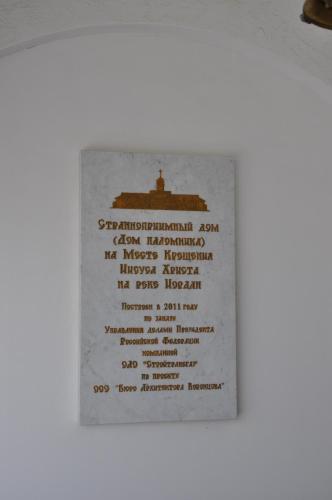 Странноприимный дом
(Дом паломника)
на Месте Крещения
Иисуса Христа
на реке Иордан
Построен в 2011 году
по заказу
Управления делами Президента
Российской Федерации
компанией
ОАО "Стройтрансгаз"
по проекту
ООО "Бюро Архитектора Воронцова"